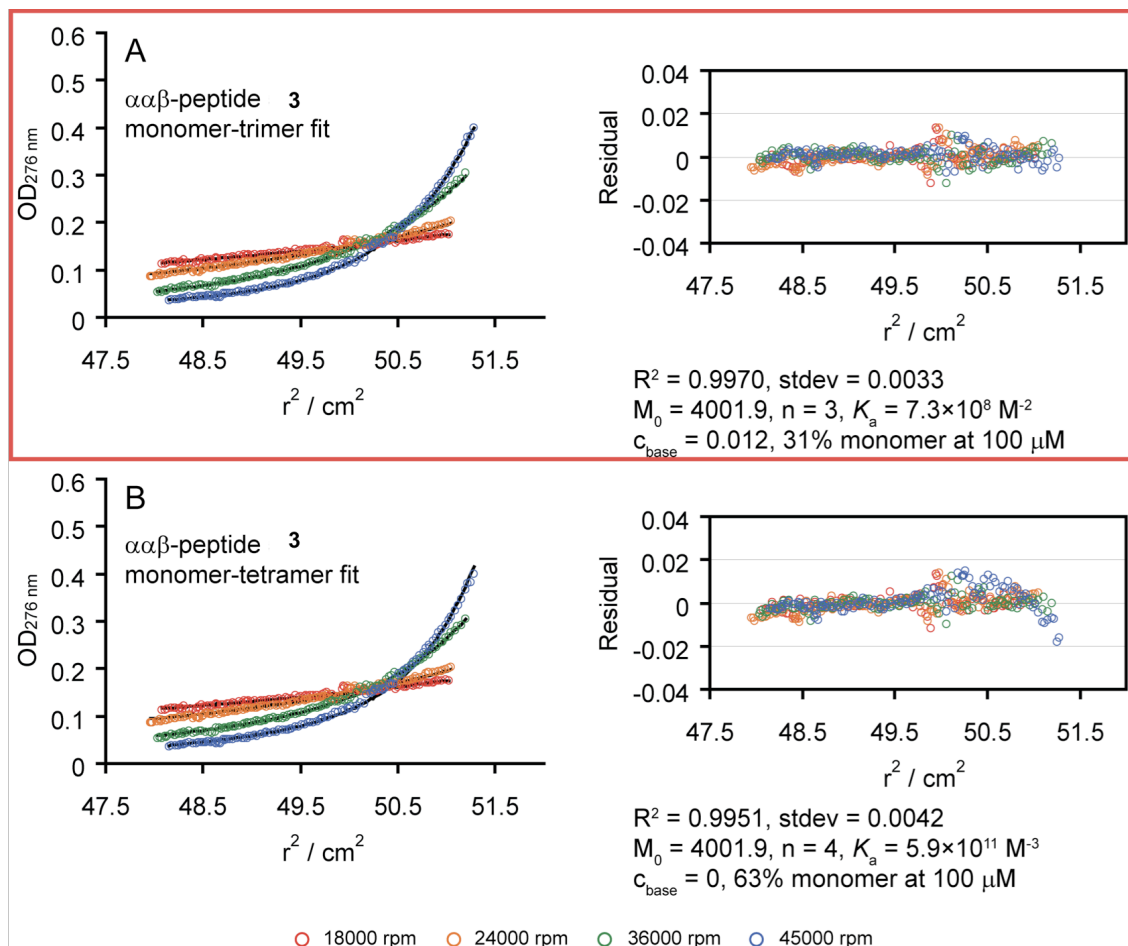 A
ααβ-peptide 3
monomer-trimer fit
OD276 nm
0.6
0.5
0.4
0.3
0.2
0.1
0
47.5 48.5 49.5 50.5 51.5
r² / cm²
Residual
0.04
0.02
0
-0.02
-0.04
47.5 48.5 49.5 50.5 51.5
r² / cm²
R² = 0.9970, stdev = 0.0033
M₀ = 4001.9, n = 3, Kₐ = 7.3×10⁸ M⁻²
c_base = 0.012, 31% monomer at 100 μM
B
ααβ-peptide 3
monomer-tetramer fit
OD276 nm
0.6
0.5
0.4
0.3
0.2
0.1
0
47.5 48.5 49.5 50.5 51.5
r² / cm²
Residual
0.04
0.02
0
-0.02
-0.04
47.5 48.5 49.5 50.5 51.5
r² / cm²
R² = 0.9951, stdev = 0.0042
M₀ = 4001.9, n = 4, Kₐ = 5.9×10¹¹ M⁻³
c_base = 0, 63% monomer at 100 μM
18000 rpm 24000 rpm 36000 rpm 45000 rpm